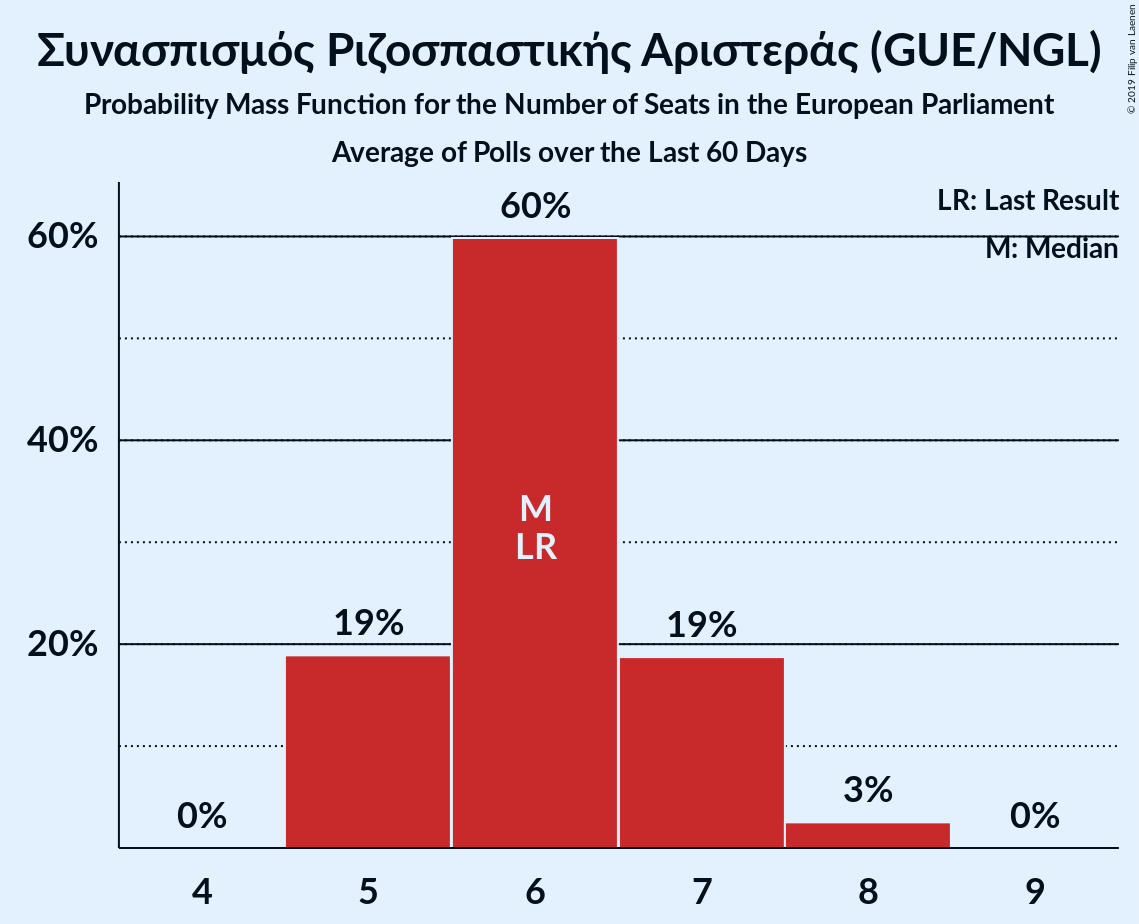 Συνασπισμός Ριζοσπαστικής Αριστεράς (GUE/NGL)
Probability Mass Function for the Number of Seats in the European Parliament
Average of Polls over the Last 60 Days
© 2019 Filip van Laenen
LR: Last Result
M: Median
60%
40%
20%
0%
19%
60%
M
LR
19%
3%
0%
4 5 6 7 8 9